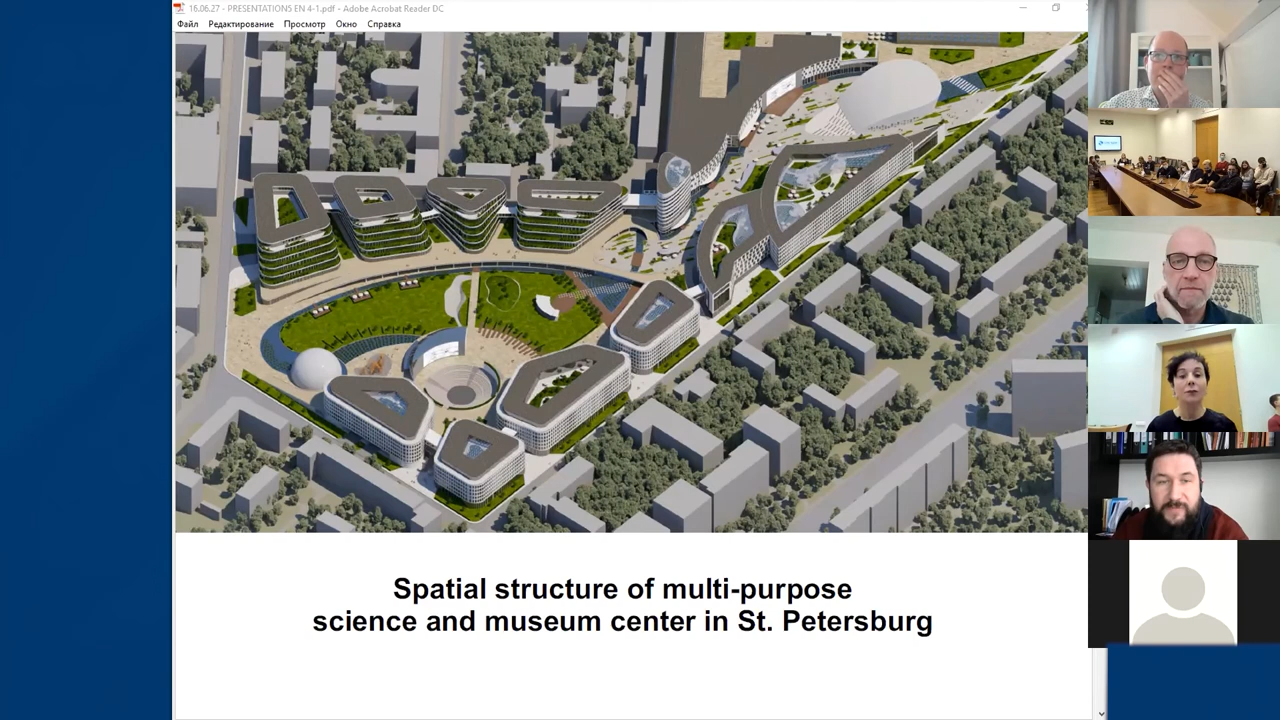 16.06.27 - PRESENTATION5 EN 4-1.pdf - Adobe Acrobat Reader DC
Файл Редактирование Просмотр Окно Справка
Spatial structure of multi-purpose
science and museum center in St. Petersburg